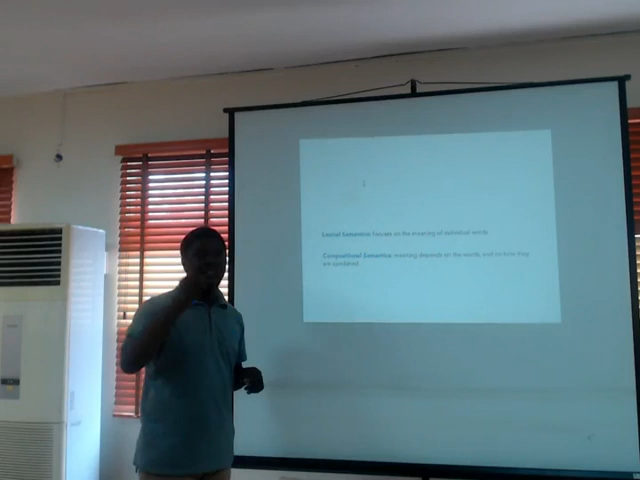 Lexical Semantics focuses on the meaning of individual words
Compositional Semantics meaning depends on the words, and on how they
are combined